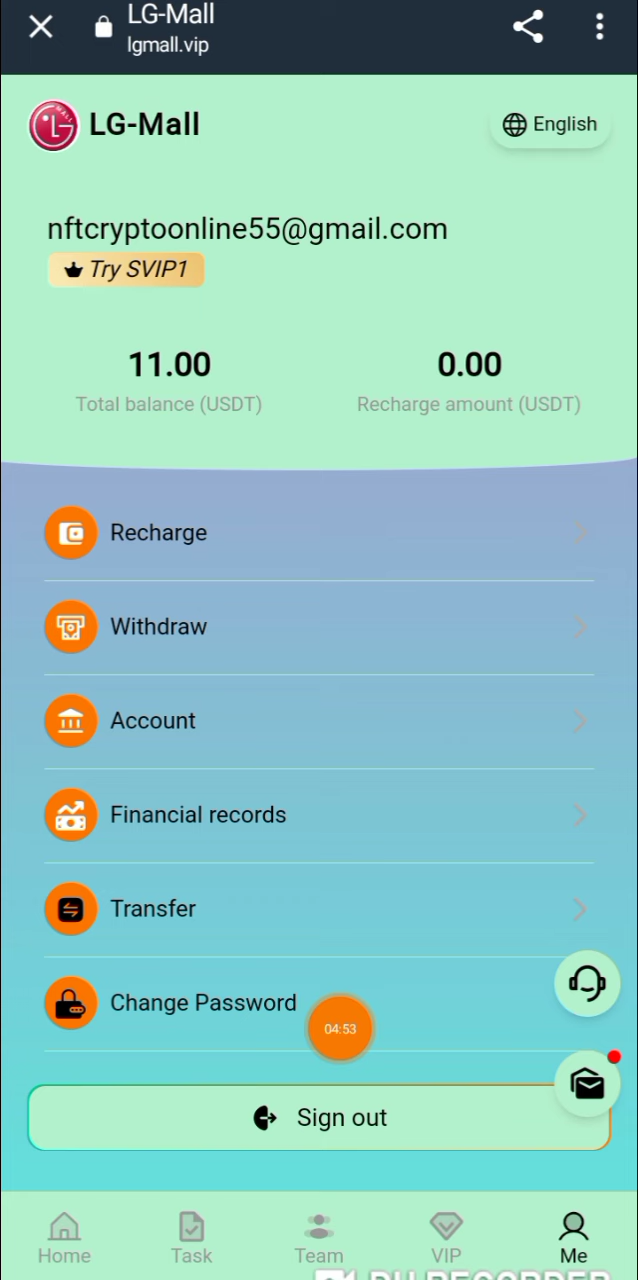 LG-Mall
lgmall.vip
LG-Mall
English
nftcryptoonline55@gmail.com
Try SVIP1
11.00 0.00
Total balance (USDT) Recharge amount (USDT)
Recharge
Withdraw
Account
Financial records
Transfer
Change Password
04:53
Sign out
Home Task Team VIP Me
DU RECORDER